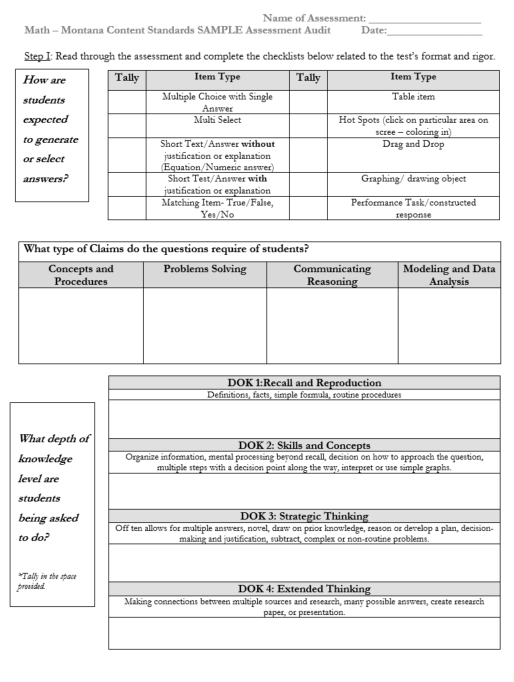 Name of Assessment: ____________________
Math – Montana Content Standards SAMPLE Assessment Audit Date:_________________
Step I: Read through the assessment and complete the checklists below related to the test's format and rigor.
How are
students
expected
to generate
or select
answers?
Tally Item Type Tally Item Type
Multiple Choice with Single
Answer
Table item
Multi Select
Hot Spots (click on particular area on
scree – coloring in)
Short Text/Answer without
justification or explanation
(Equation/Numeric answer)
Drag and Drop
Short Test/Answer with
justification or explanation
Graphing/ drawing object
Matching Item- True/False,
Yes/No
Performance Task/constructed
response
What type of Claims do the questions require of students?
Concepts and
Procedures
Problems Solving
Communicating
Reasoning
Modeling and Data
Analysis
What depth of
knowledge
level are
students
being asked
to do?
*Tally in the space
provided.
DOK 1:Recall and Reproduction
Definitions, facts, simple formula, routine procedures
DOK 2: Skills and Concepts
Organize information, mental processing beyond recall, decision on how to approach the question,
multiple steps with a decision point along the way, interpret or use simple graphs.
DOK 3: Strategic Thinking
Off ten allows for multiple answers, novel, draw on prior knowledge, reason or develop a plan, decision-
making and justification, subtract, complex or non-routine problems.
DOK 4: Extended Thinking
Making connections between multiple sources and research, many possible answers, create research
paper, or presentation.